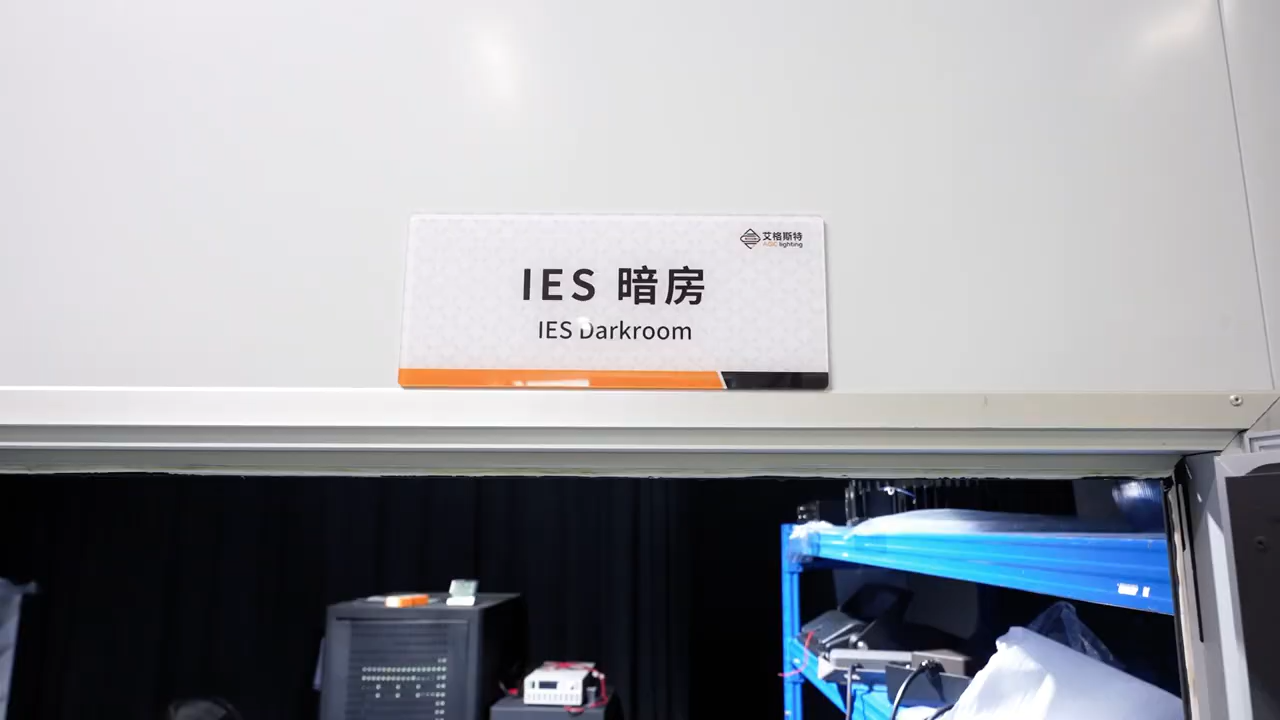 艾格斯特
AGC lighting
IES 暗房
IES Darkroom